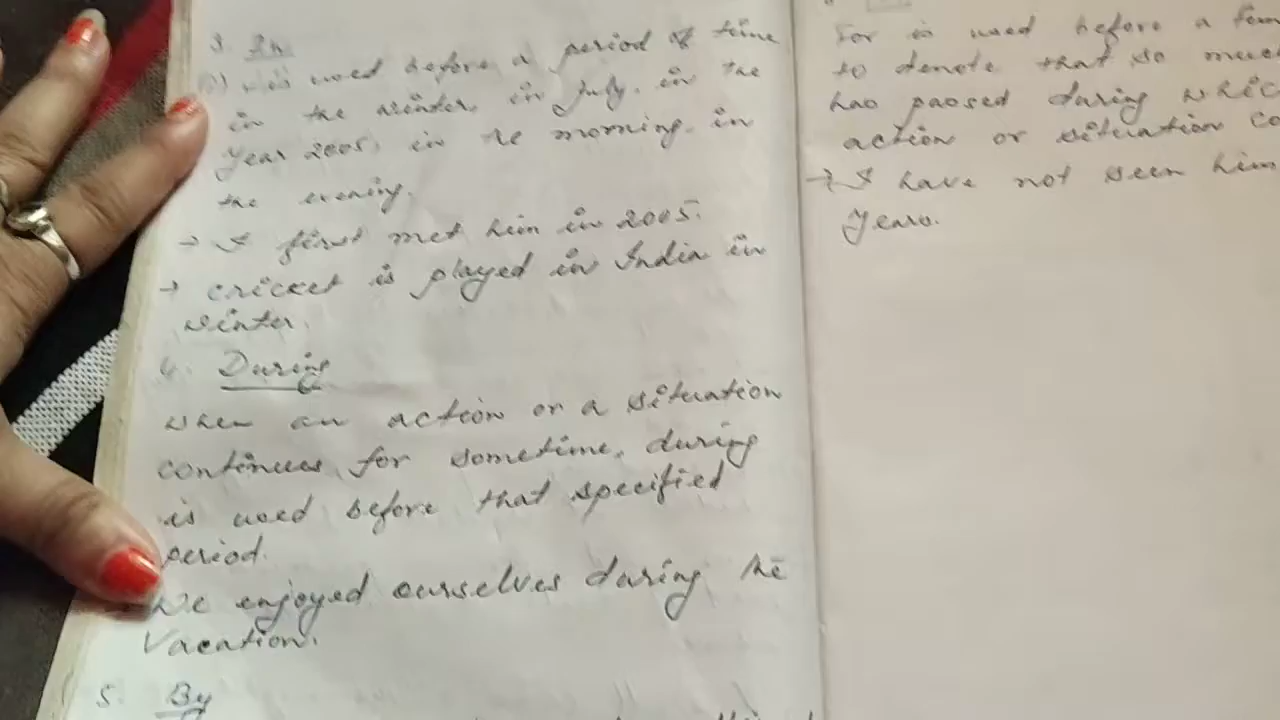 3. In
is used before a period of time
in the winter, in July, in the
year 2005, in the morning, in
the evening.
→ I first met him in 2005.
→ cricket is played in India in
winter.
4. During
when an action or a situation
continues for sometime, during
is used before that specified
period.
We enjoyed ourselves during the
Vacation.
5. By
For is used before a
to denote that so much
has passed during
action or situation
→ I have not seen him
years.